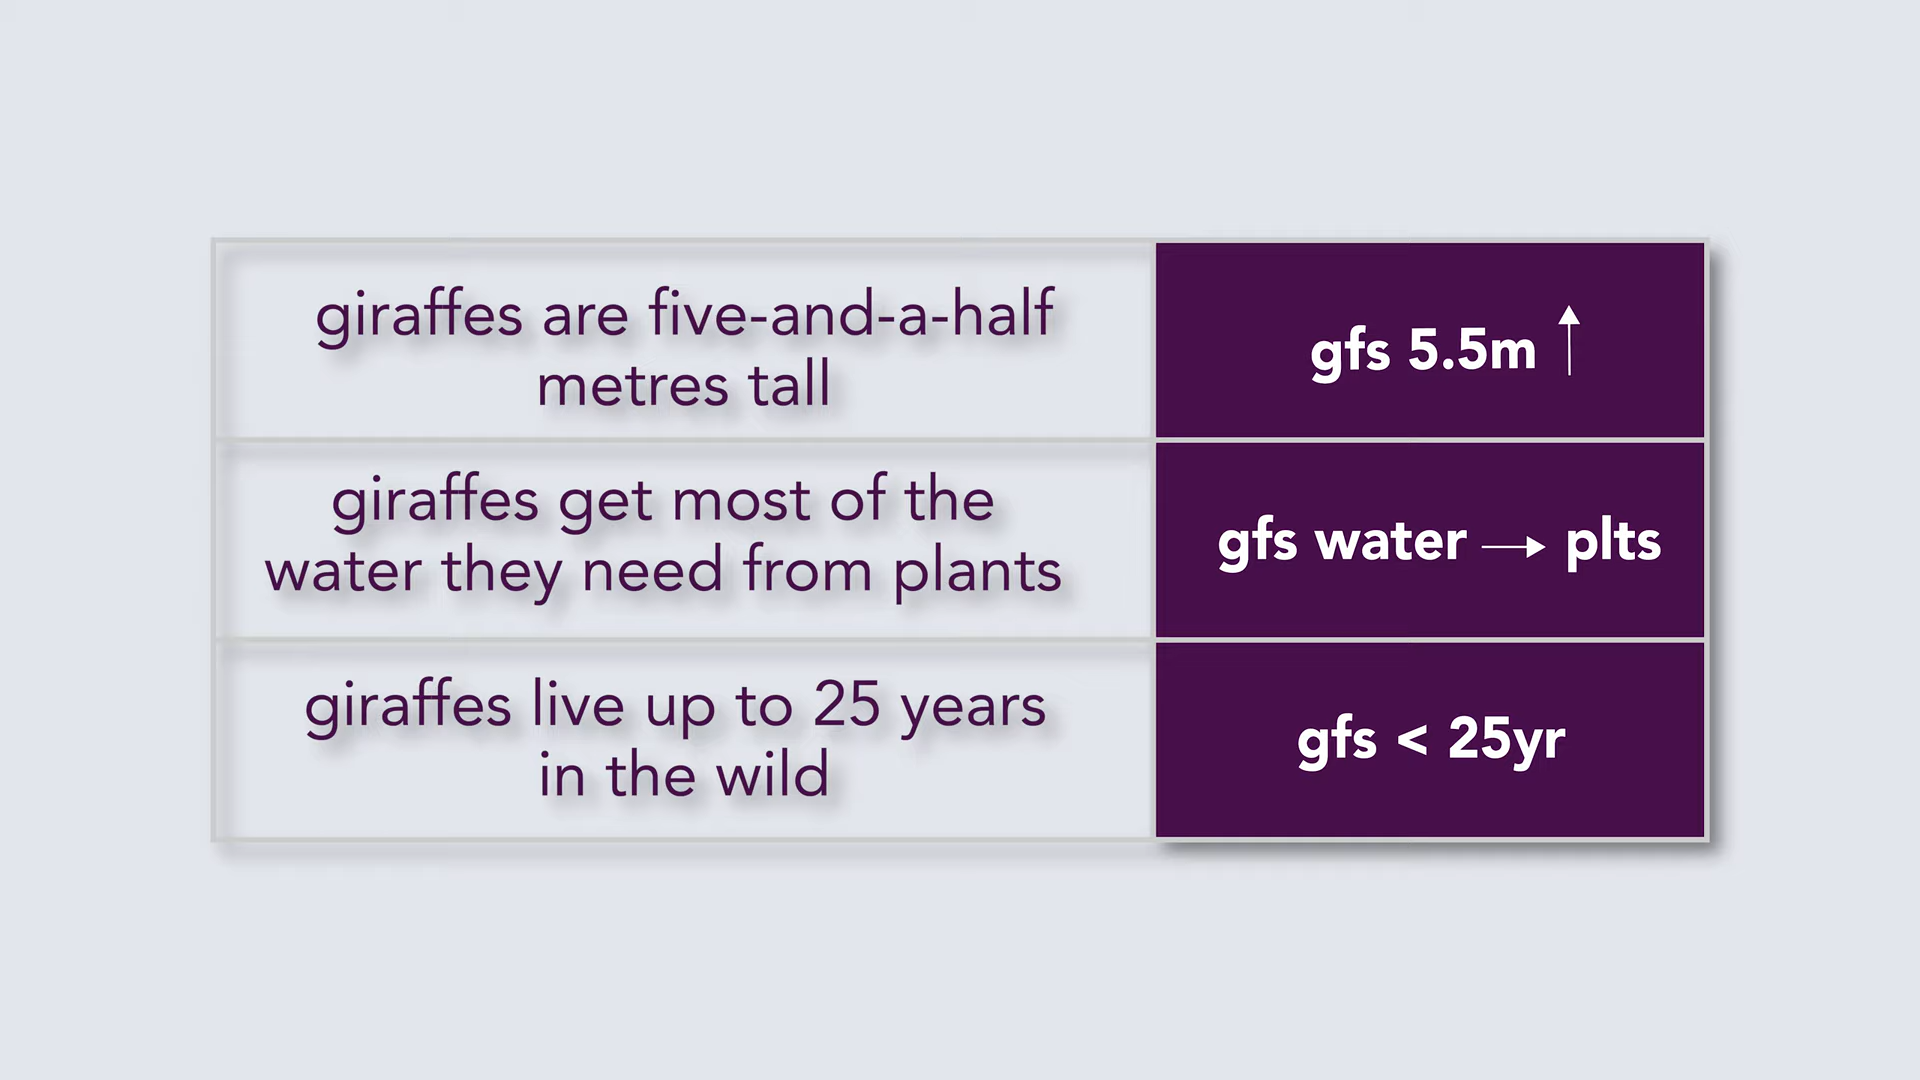 giraffes are five-and-a-half
metres tall
gfs 5.5m ↑
giraffes get most of the
water they need from plants
gfs water → plts
giraffes live up to 25 years
in the wild
gfs < 25yr